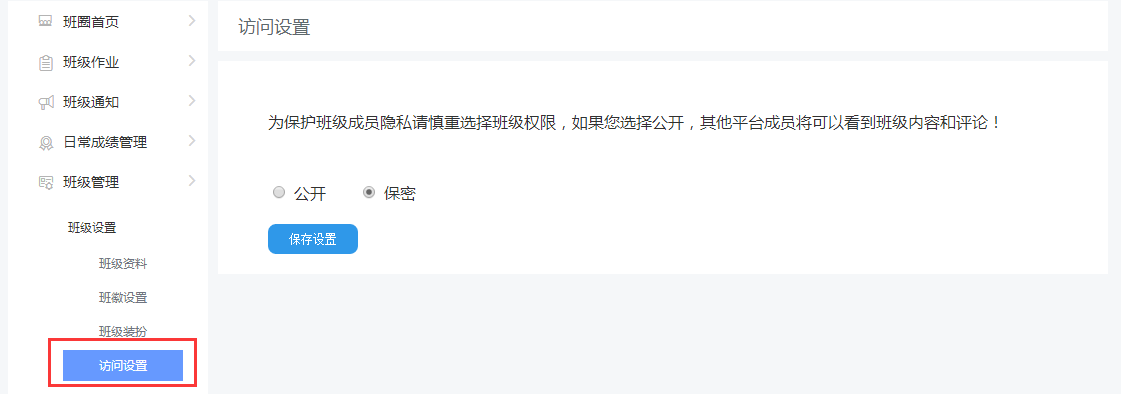 班圈首页
班级作业
班级通知
日常成绩管理
班级管理
班级设置
班级资料
班徽设置
班级装扮
访问设置
访问设置
为保护班级成员隐私请慎重选择班级权限，如果您选择公开，其他平台成员将可以看到班级内容和评论！
公开 保密
保存设置